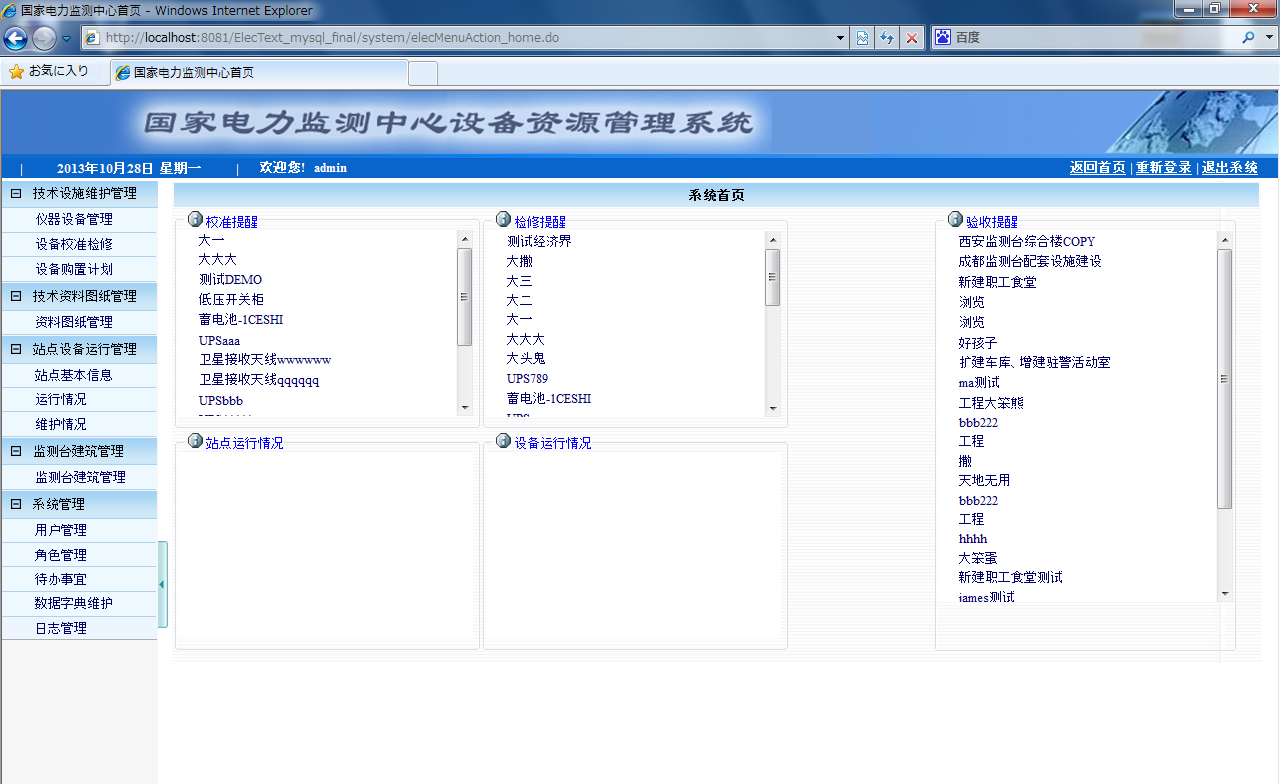 国家电力监测中心首页 - Windows Internet Explorer
http://localhost:8081/ElecText_mysql_final/system/elecMenuAction_home.do
百度
お気に入り
国家电力监测中心首页
国家电力监测中心设备资源管理系统
| 2013年10月28日 星期一 | 欢迎您! admin
返回首页 | 重新登录 | 退出系统
技术设施维护管理
仪器设备管理
设备校准检修
设备购置计划
技术资料图纸管理
资料图纸管理
站点设备运行管理
站点基本信息
运行情况
维护情况
监测台建筑管理
监测台建筑管理
系统管理
用户管理
角色管理
待办事宜
数据字典维护
日志管理
系统首页
校准提醒
大一
大大大
测试DEMO
低压开关柜
蓄电池-1CESHI
UPSaaa
卫星接收天线wwwwww
卫星接收天线qqqqqq
UPSbbb
检修提醒
测试经济界
大撒
大三
大二
大一
大大大
大头鬼
UPS789
蓄电池-1CESHI
UPS
验收提醒
西安监测台综合楼COPY
成都监测台配套设施建设
新建职工食堂
浏览
浏览
好孩子
扩建车库、增建驻警活动室
ma测试
工程大笨熊
bbb222
工程
撒
天地无用
bbb222
工程
hhhh
大笨蛋
新建职工食堂测试
james测试
站点运行情况
设备运行情况